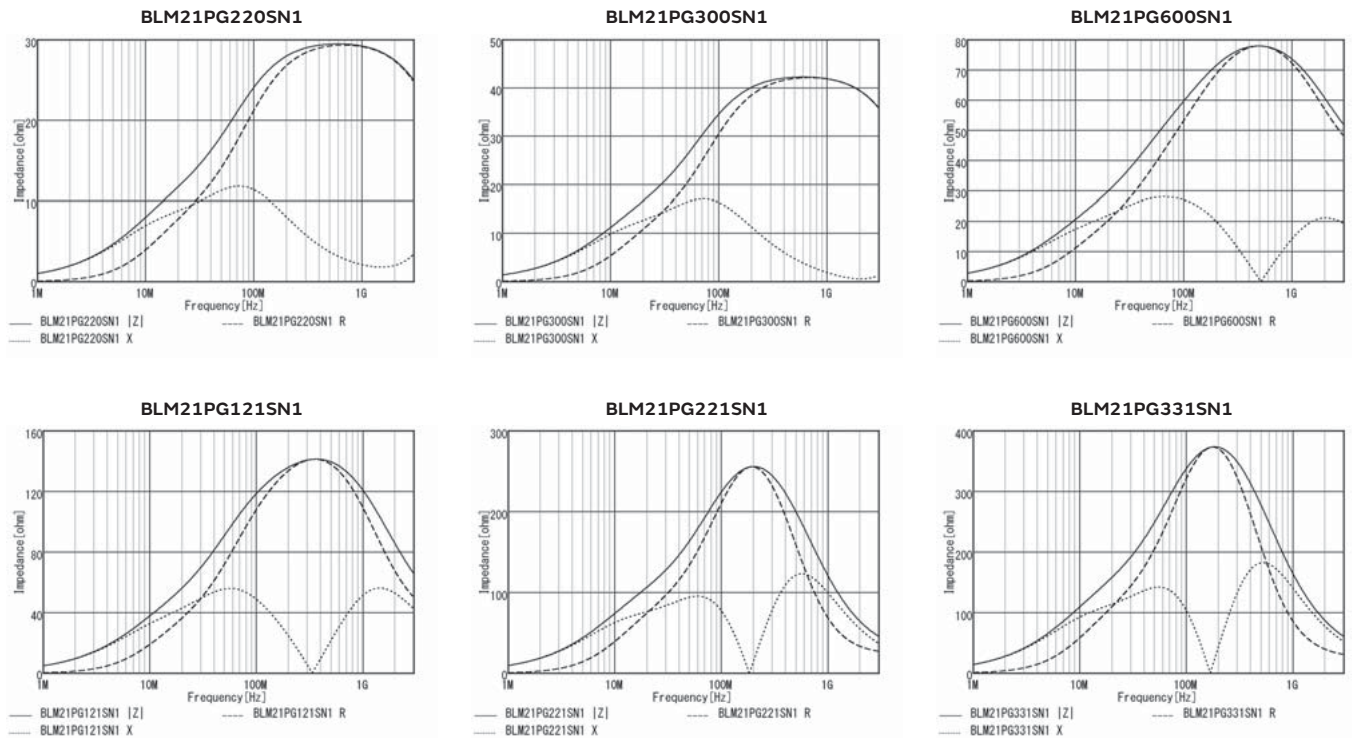 BLM21PG220SN1
30
20
10
0
Impedance[ohm]
1M 10M 100M 1G
Frequency[Hz]
BLM21PG220SN1 |Z| BLM21PG220SN1 R
BLM21PG220SN1 X
BLM21PG300SN1
50
40
30
20
10
0
Impedance[ohm]
1M 10M 100M 1G
Frequency[Hz]
BLM21PG300SN1 |Z| BLM21PG300SN1 R
BLM21PG300SN1 X
BLM21PG600SN1
80
70
60
50
40
30
20
10
0
Impedance[ohm]
1M 10M 100M 1G
Frequency[Hz]
BLM21PG600SN1 |Z| BLM21PG600SN1 R
BLM21PG600SN1 X
BLM21PG121SN1
160
120
80
40
0
Impedance[ohm]
1M 10M 100M 1G
Frequency[Hz]
BLM21PG121SN1 |Z| BLM21PG121SN1 R
BLM21PG121SN1 X
BLM21PG221SN1
300
200
100
0
Impedance[ohm]
1M 10M 100M 1G
Frequency[Hz]
BLM21PG221SN1 |Z| BLM21PG221SN1 R
BLM21PG221SN1 X
BLM21PG331SN1
400
300
200
100
0
Impedance[ohm]
1M 10M 100M 1G
Frequency[Hz]
BLM21PG331SN1 |Z| BLM21PG331SN1 R
BLM21PG331SN1 X